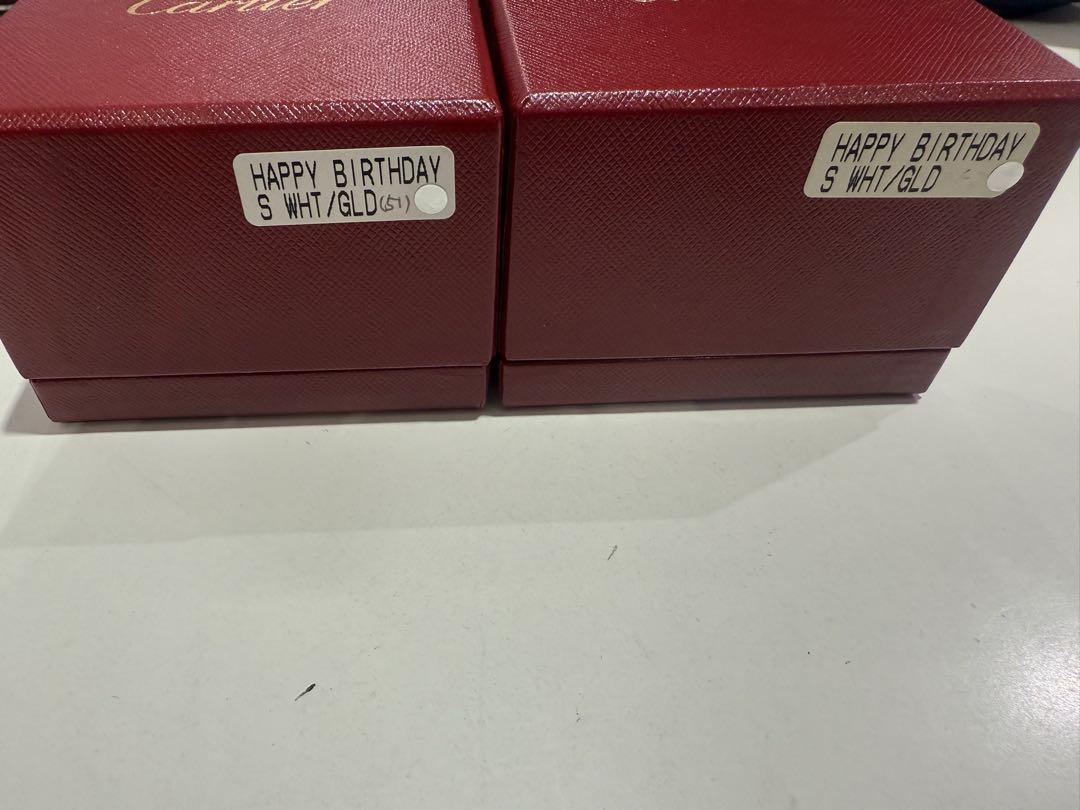 Cartier
HAPPY BIRTHDAY
S WHT/GLD(51)
HAPPY BIRTHDAY
S WHT/GLD